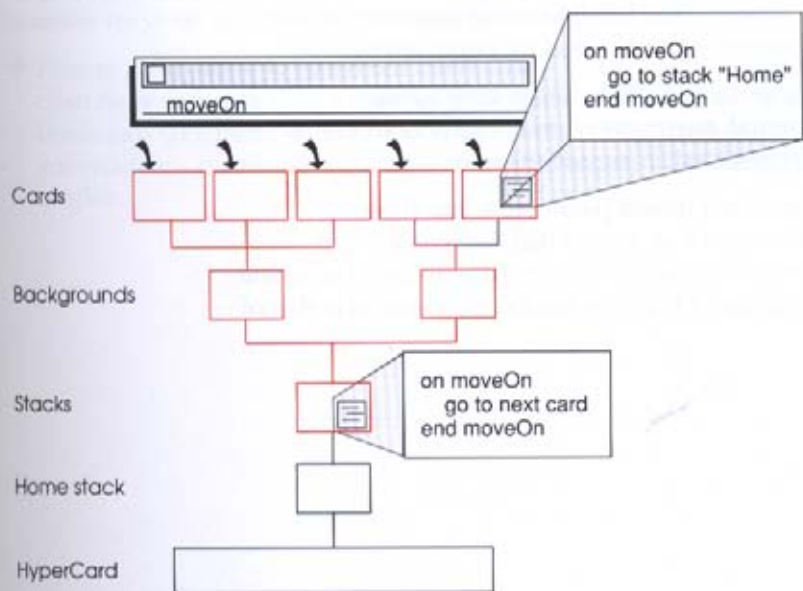 on moveOn
go to stack "Home"
end moveOn
moveOn
Cards
Backgrounds
on moveOn
go to next card
end moveOn
Stacks
Home stack
HyperCard